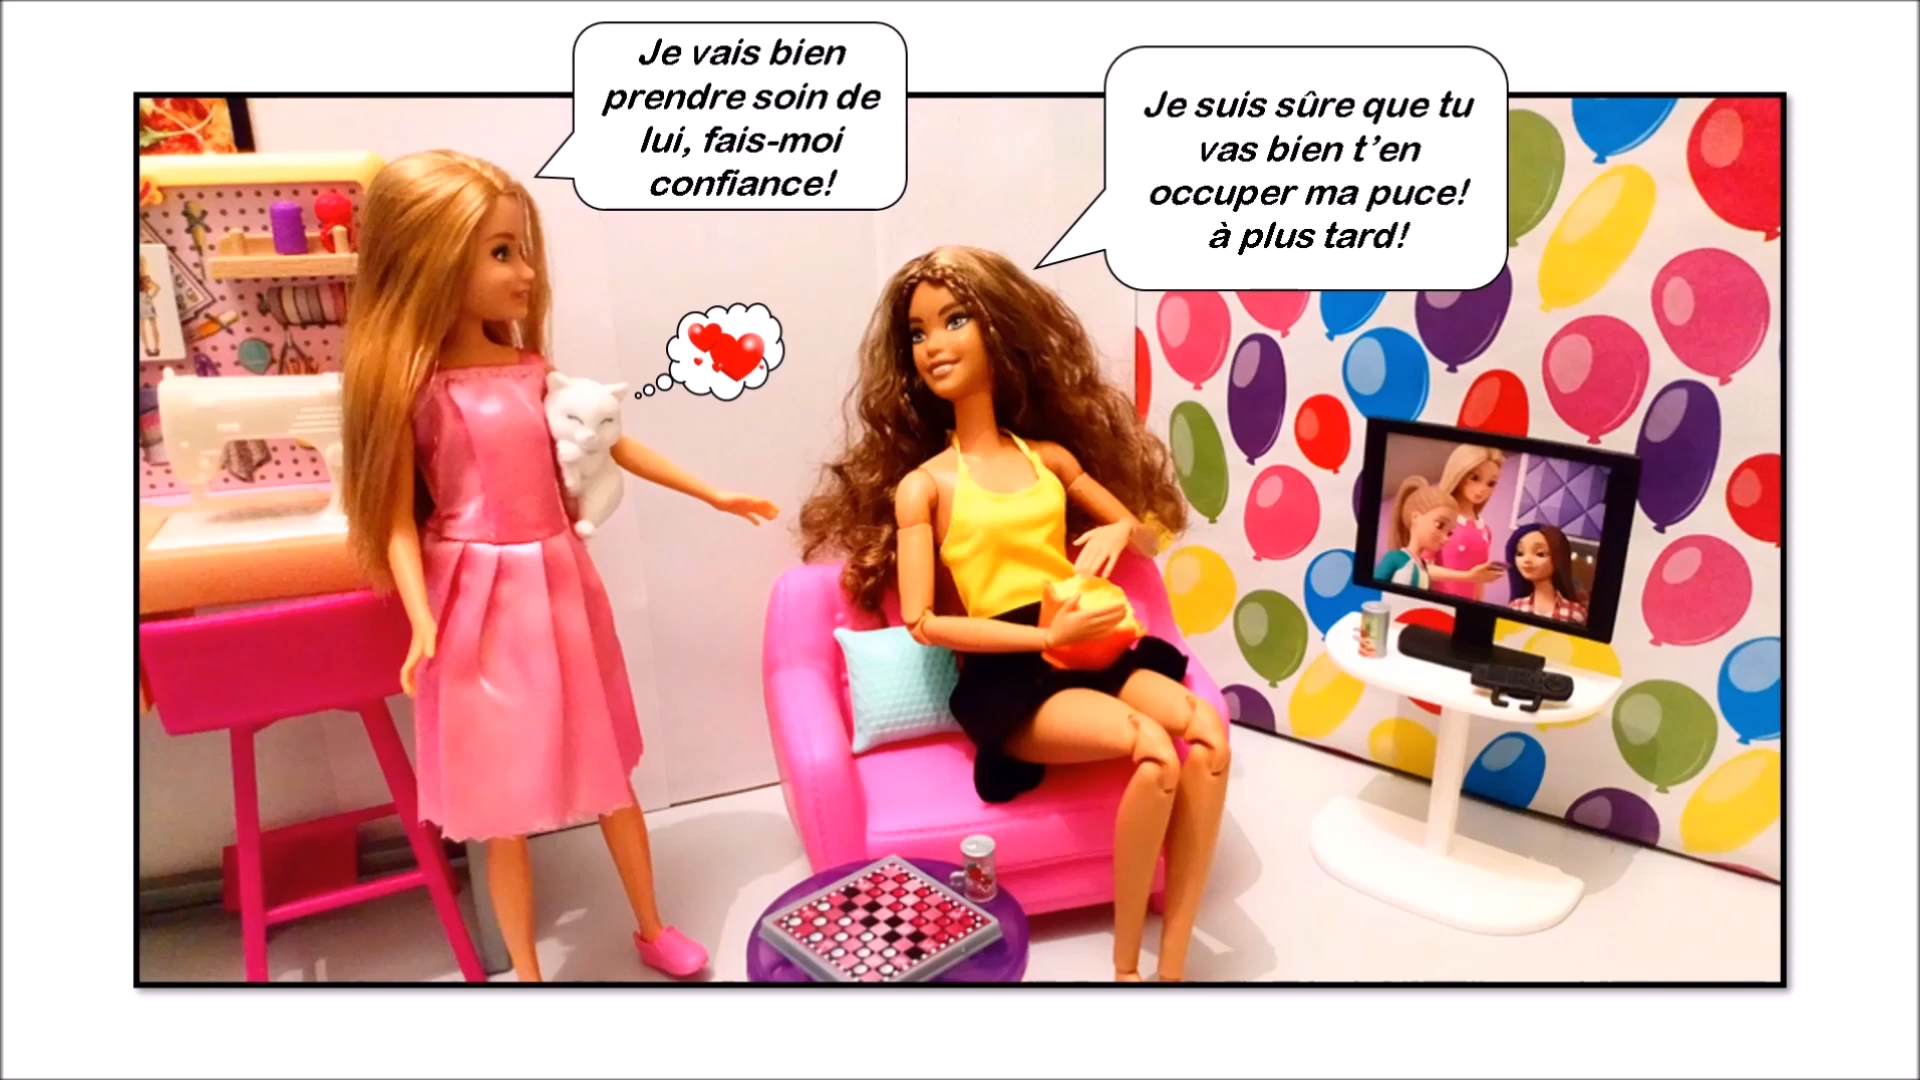 Je vais bien
prendre soin de
lui, fais-moi
confiance!
Je suis sûre que tu
vas bien t’en
occuper ma puce!
à plus tard!